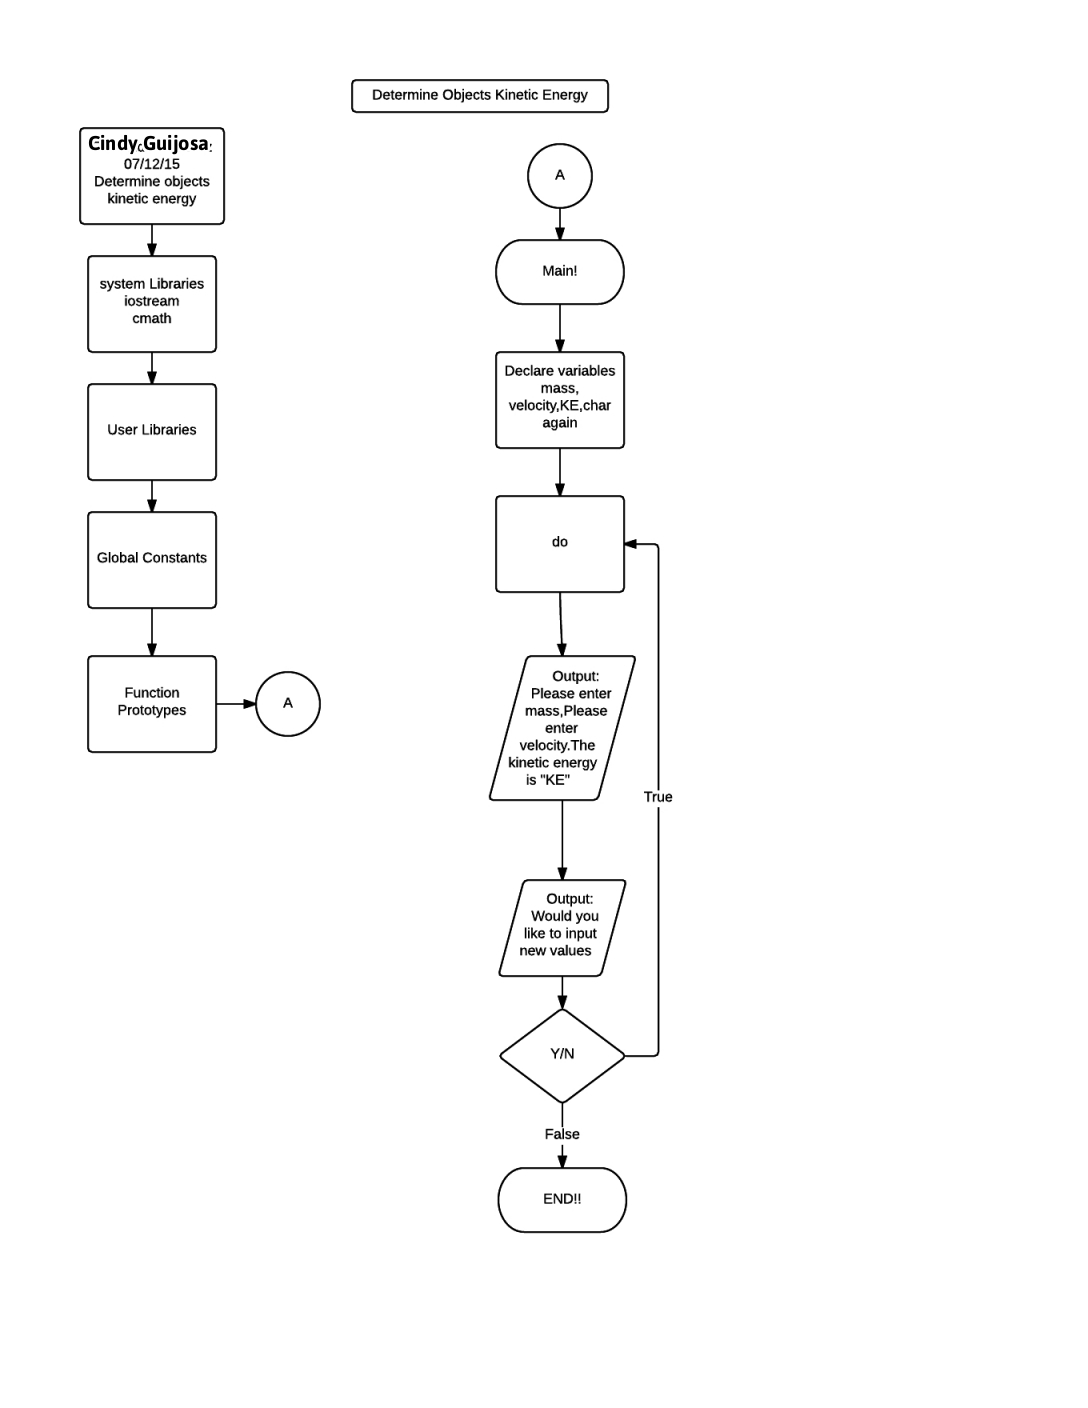 Determine Objects Kinetic Energy
Cindy Guijosa
07/12/15
Determine objects
kinetic energy
system Libraries
iostream
cmath
User Libraries
Global Constants
Function
Prototypes
A
A
Main!
Declare variables
mass,
velocity,KE,char
again
do
Output:
Please enter
mass,Please
enter
velocity.The
kinetic energy
is "KE"
True
Output:
Would you
like to input
new values
Y/N
False
END!!